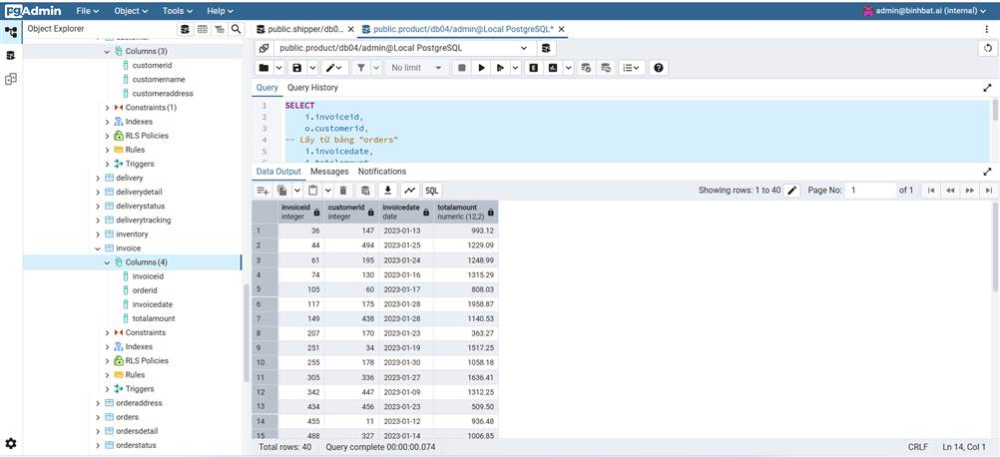 pgAdmin File Object Tools Help admin@binhbat.ai (internal)
Object Explorer
public.shipper/db0... public.product/db04/admin@Local PostgreSQL*
public.product/db04/admin@Local PostgreSQL
No limit
Query Query History
1 SELECT
2 i.invoiceid,
3 o.customerid,
4 -- Lấy từ bảng "orders"
5 i.invoicedate,
Data Output Messages Notifications
SQL Showing rows: 1 to 40 Page No: 1 of 1
invoiceid integer customerid integer invoicedate date totalamount numeric (12,2)
1 36 147 2023-01-13 993.12
2 44 494 2023-01-25 1229.09
3 61 195 2023-01-24 1248.99
4 74 130 2023-01-16 1315.29
5 105 60 2023-01-17 808.03
6 117 175 2023-01-28 1958.87
7 149 438 2023-01-28 1140.53
8 207 170 2023-01-23 363.27
9 251 34 2023-01-19 1517.25
10 255 178 2023-01-30 1058.18
11 305 336 2023-01-27 1636.41
12 342 447 2023-01-09 1312.25
13 434 456 2023-01-23 509.50
14 455 11 2023-01-12 936.48
15 488 327 2023-01-14 1006.85
Total rows: 40 Query complete 00:00:00.074 CRLF Ln 14, Col 1
Columns (3)
customerid
customername
customeraddress
Constraints (1)
Indexes
RLS Policies
Rules
Triggers
delivery
deliverydetail
deliverystatus
deliverytracking
inventory
invoice
Columns (4)
invoiceid
orderid
invoicedate
totalamount
Constraints
Indexes
RLS Policies
Rules
Triggers
orderaddress
orders
ordersdetail
orderstatus